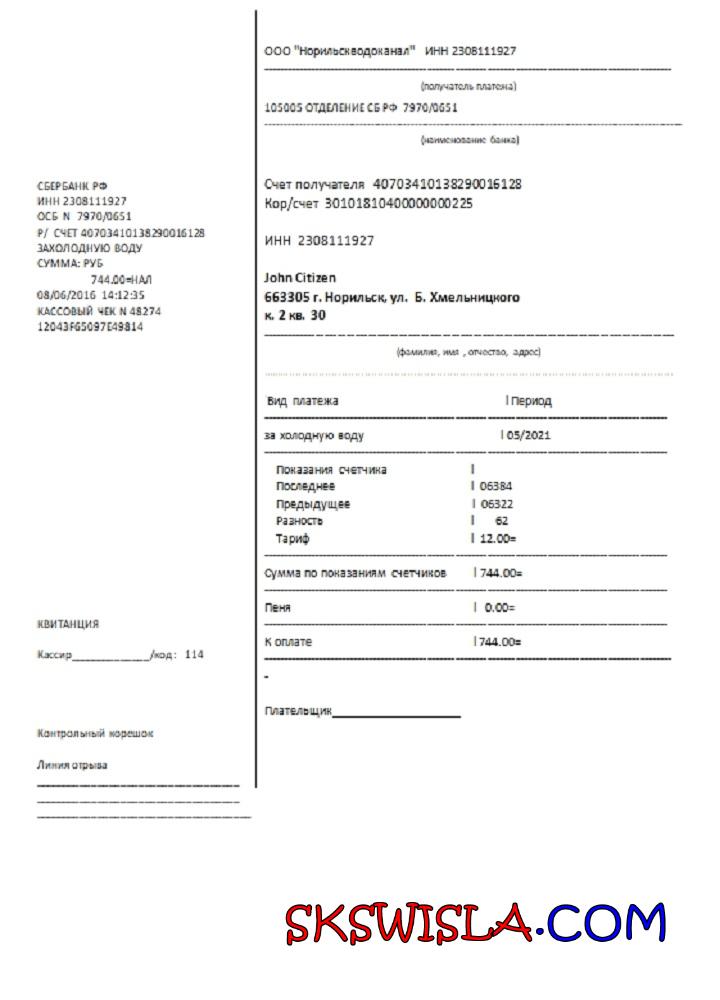 ООО "Норильскводоканал" ИНН 2308111927
(получатель платежа)
105005 ОТДЕЛЕНИЕ СБ РФ 7970/0651
(наименование банка)
СБЕРБАНК РФ
ИНН 2308111927
ОСБ N 7970/0651
Р/ СЧЕТ 40703410138290016128
ЗАХОЛОДНУЮ ВОДУ
СУММА: РУБ
744.00=НАЛ
08/06/2016 14:12:35
КАССОВЫЙ ЧЕК N 48274
12043F65097E49814
Счет получателя 40703410138290016128
Кор/счет 30101810400000000225
ИНН 2308111927
John Citizen
663305 г. Норильск, ул. Б. Хмельницкого
к. 2 кв. 30
(фамилия, имя , отчество, адрес)
Вид платежа | Период
за холодную воду | 05/2021
Показания счетчика |
Последнее | 06384
Предыдущее | 06322
Разность | 62
Тариф | 12.00=
Сумма по показаниям счетчиков | 744.00=
Пеня | 0.00=
К оплате | 744.00=
-
Плательщик______________
КВИТАНЦИЯ
Кассир______________/код: 114
Контрольный корешок
Линия отрыва
SKSWISLA.COM